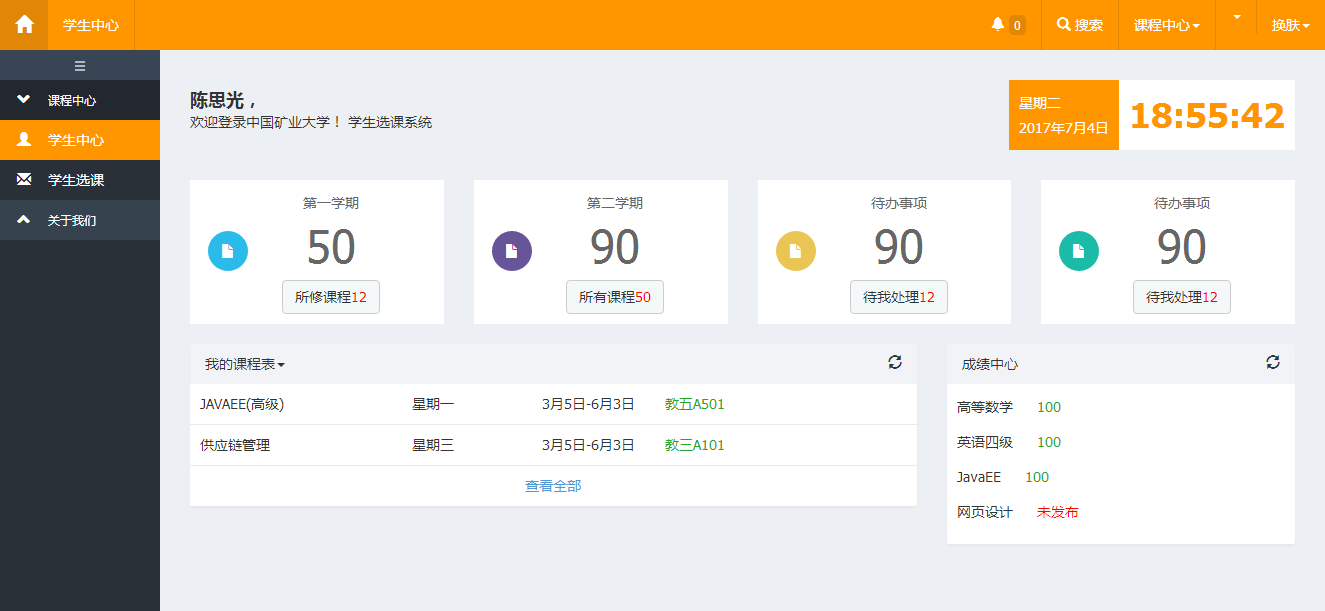 学生中心
0
搜索
课程中心
换肤
课程中心
学生中心
学生选课
关于我们
陈思光，
欢迎登录中国矿业大学！ 学生选课系统
星期二
2017年7月4日
18:55:42
第一学期
50
所修课程12
第二学期
90
所有课程50
待办事项
90
待我处理12
待办事项
90
待我处理12
我的课程表
JAVAEE(高级) 星期一 3月5日-6月3日 教五A501
供应链管理 星期三 3月5日-6月3日 教三A101
查看全部
成绩中心
高等数学 100
英语四级 100
JavaEE 100
网页设计 未发布